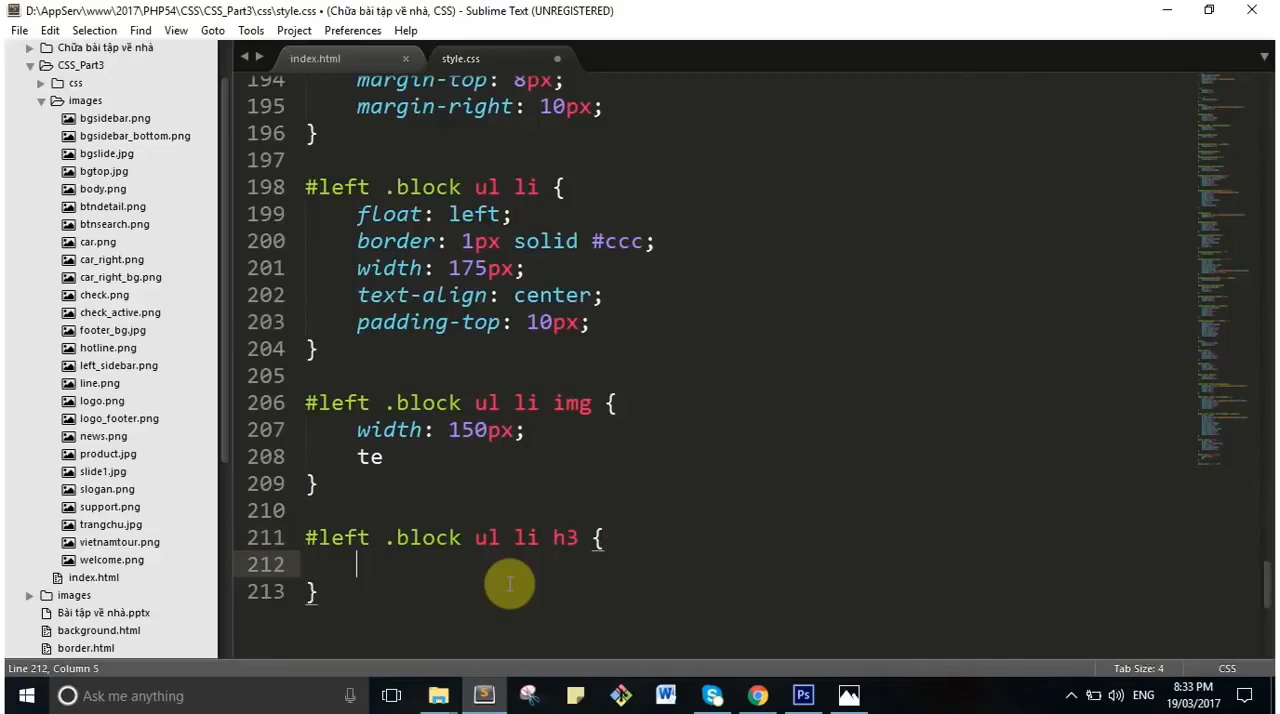 D:\AppServ\www\2017\PHP54\CSS\CSS_Part3\css\style.css • (Chữa bài tập về nhà, CSS) - Sublime Text (UNREGISTERED)
File Edit Selection Find View Goto Tools Project Preferences Help
Chữa bài tập về nhà
CSS_Part3
css
images
bgsidebar.png
bgsidebar_bottom.png
bgslide.jpg
bgtop.jpg
body.png
btndetail.png
btnsearch.png
car.png
car_right.png
car_right_bg.png
check.png
check_active.png
footer_bg.jpg
hotline.png
left_sidebar.png
line.png
logo.png
logo_footer.png
news.png
product.jpg
slide1.jpg
slogan.png
support.png
trangchu.jpg
vietnamtour.png
welcome.png
index.html
images
Bài tập về nhà.pptx
background.html
border.html
index.html × style.css
194 margin-top: 8px;
195 margin-right: 10px;
196 }
197
198 #left .block ul li {
199 float: left;
200 border: 1px solid #ccc;
201 width: 175px;
202 text-align: center;
203 padding-top: 10px;
204 }
205
206 #left .block ul li img {
207 width: 150px;
208 te
209 }
210
211 #left .block ul li h3 {
212
213 }
Line 212, Column 5 Tab Size: 4 CSS
Ask me anything
ENG
8:33 PM
19/03/2017